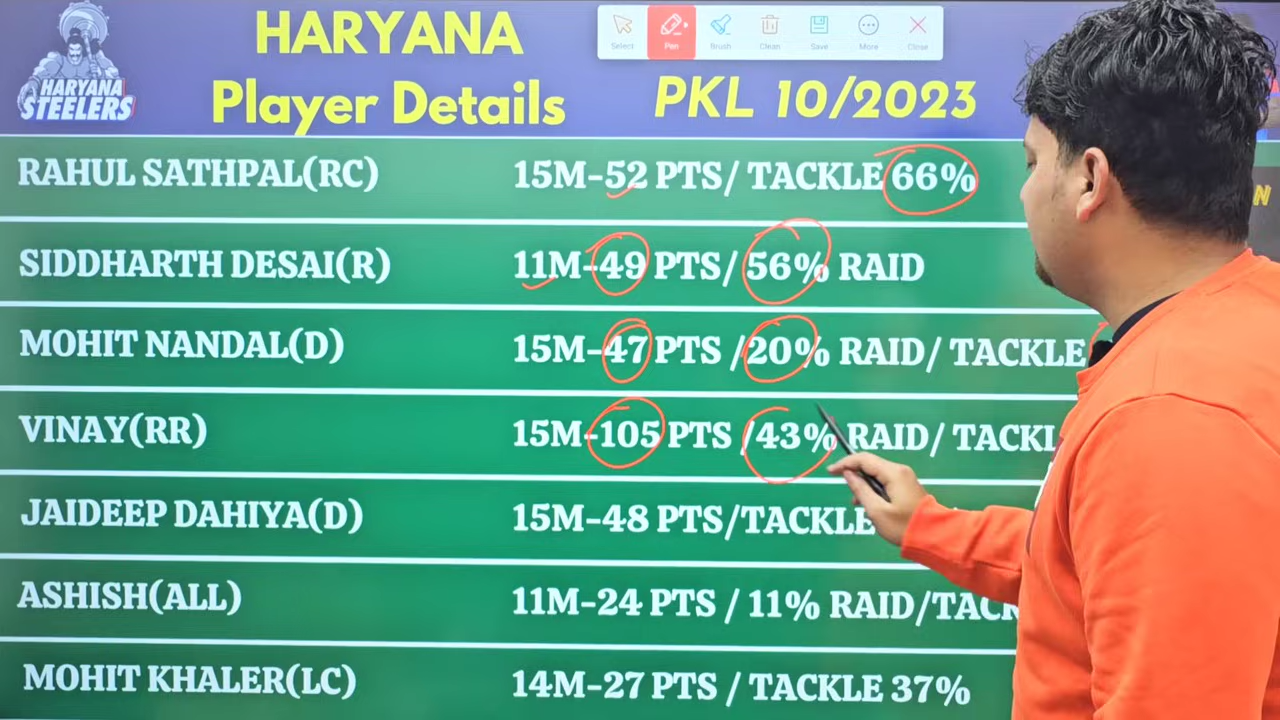 HARYANA
STEELERS
HARYANA
Player Details
PKL 10/2023
Select
Pen
Brush
Clean
Save
More
Close
RAHUL SATHPAL(RC) 15M-52 PTS/ TACKLE 66%
SIDDHARTH DESAI(R) 11M-49 PTS/ 56% RAID
MOHIT NANDAL(D) 15M-47 PTS /20% RAID/ TACKLE
VINAY(RR) 15M-105 PTS /43% RAID/
JAIDEEP DAHIYA(D) 15M-48 PTS/TACKLE
ASHISH(ALL) 11M-24 PTS / 11% RAID/
MOHIT KHALER(LC) 14M-27 PTS / TACKLE 37%